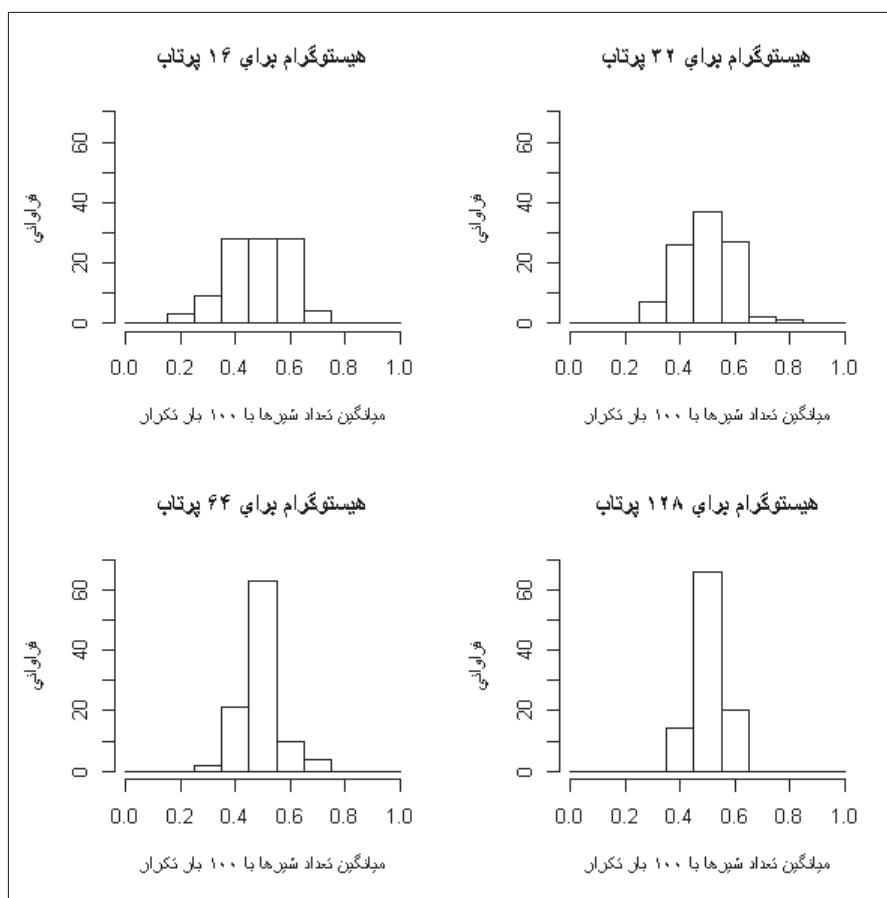 هيستوگرام براي ۱۶ پرتاب
فراواني
0 20 40 60
0.0 0.2 0.4 0.6 0.8 1.0
ميانگين تعداد شيرها با ۱۰۰ بار تکرار
هيستوگرام براي ۳۲ پرتاب
فراواني
0 20 40 60
0.0 0.2 0.4 0.6 0.8 1.0
ميانگين تعداد شيرها با ۱۰۰ بار تکرار
هيستوگرام براي ۶۴ پرتاب
فراواني
0 20 40 60
0.0 0.2 0.4 0.6 0.8 1.0
ميانگين تعداد شيرها با ۱۰۰ بار تکرار
هيستوگرام براي ۱۲۸ پرتاب
فراواني
0 20 40 60
0.0 0.2 0.4 0.6 0.8 1.0
ميانگين تعداد شيرها با ۱۰۰ بار تکرار